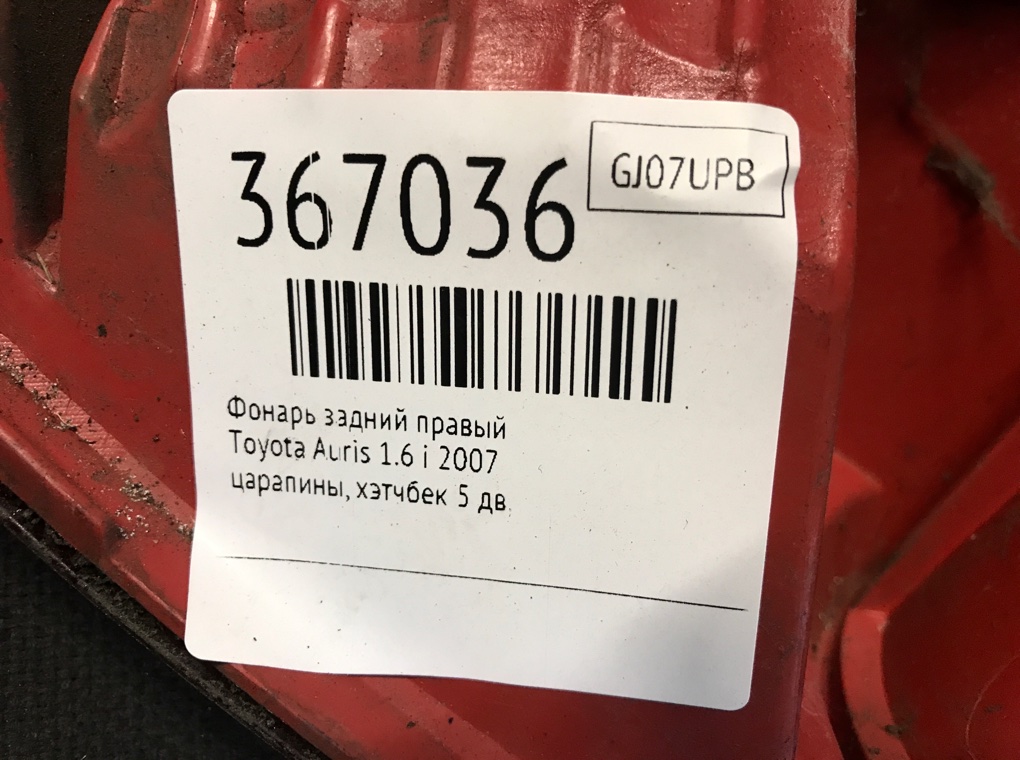 367036
GJ07UPB
Фонарь задний правый
Toyota Auris 1.6 i 2007
царапины, хэтчбек 5 дв.